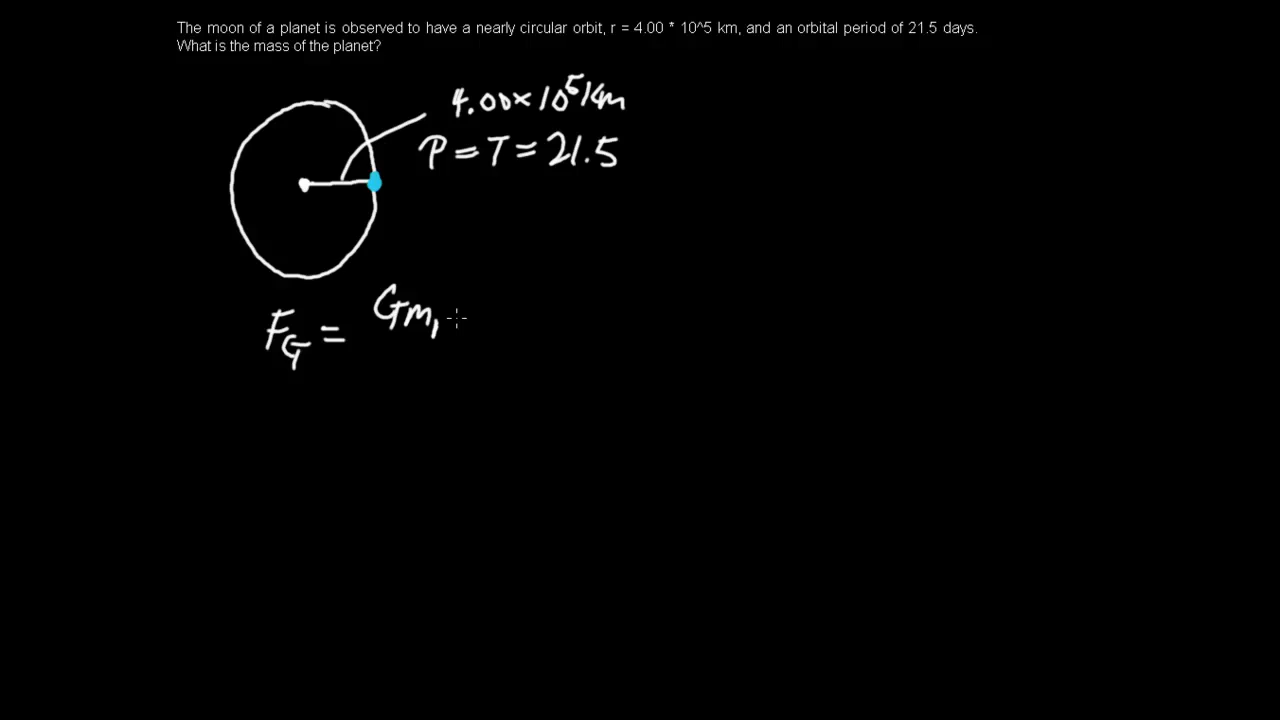 The moon of a planet is observed to have a nearly circular orbit, r = 4.00 * 10^5 km, and an orbital period of 21.5 days.
What is the mass of the planet?
4.00×10⁵Km
P=T=21.5
F_G = Gm₁